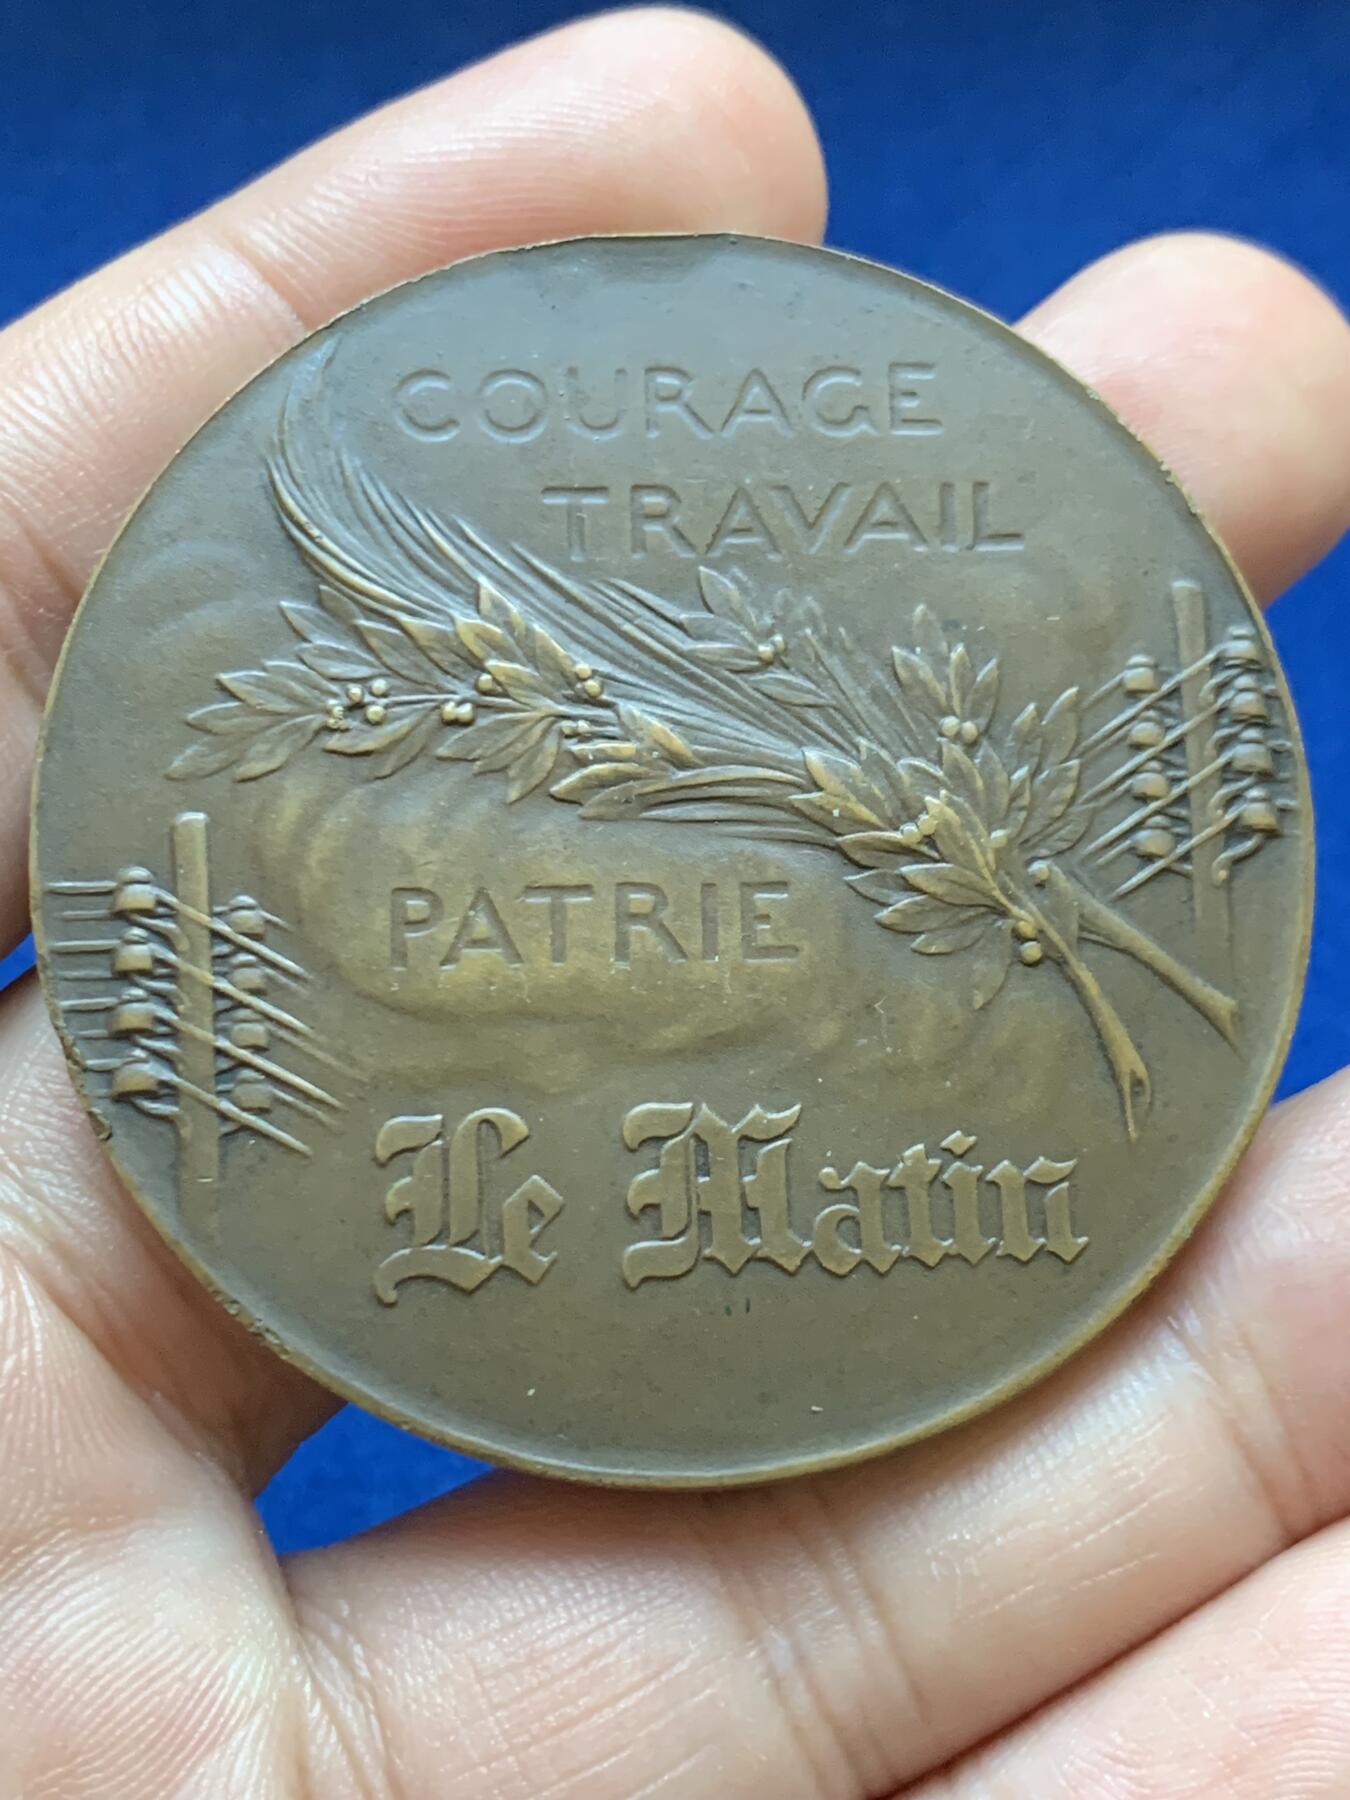 COURAGE
TRAVAIL
PATRIE
Le Matin